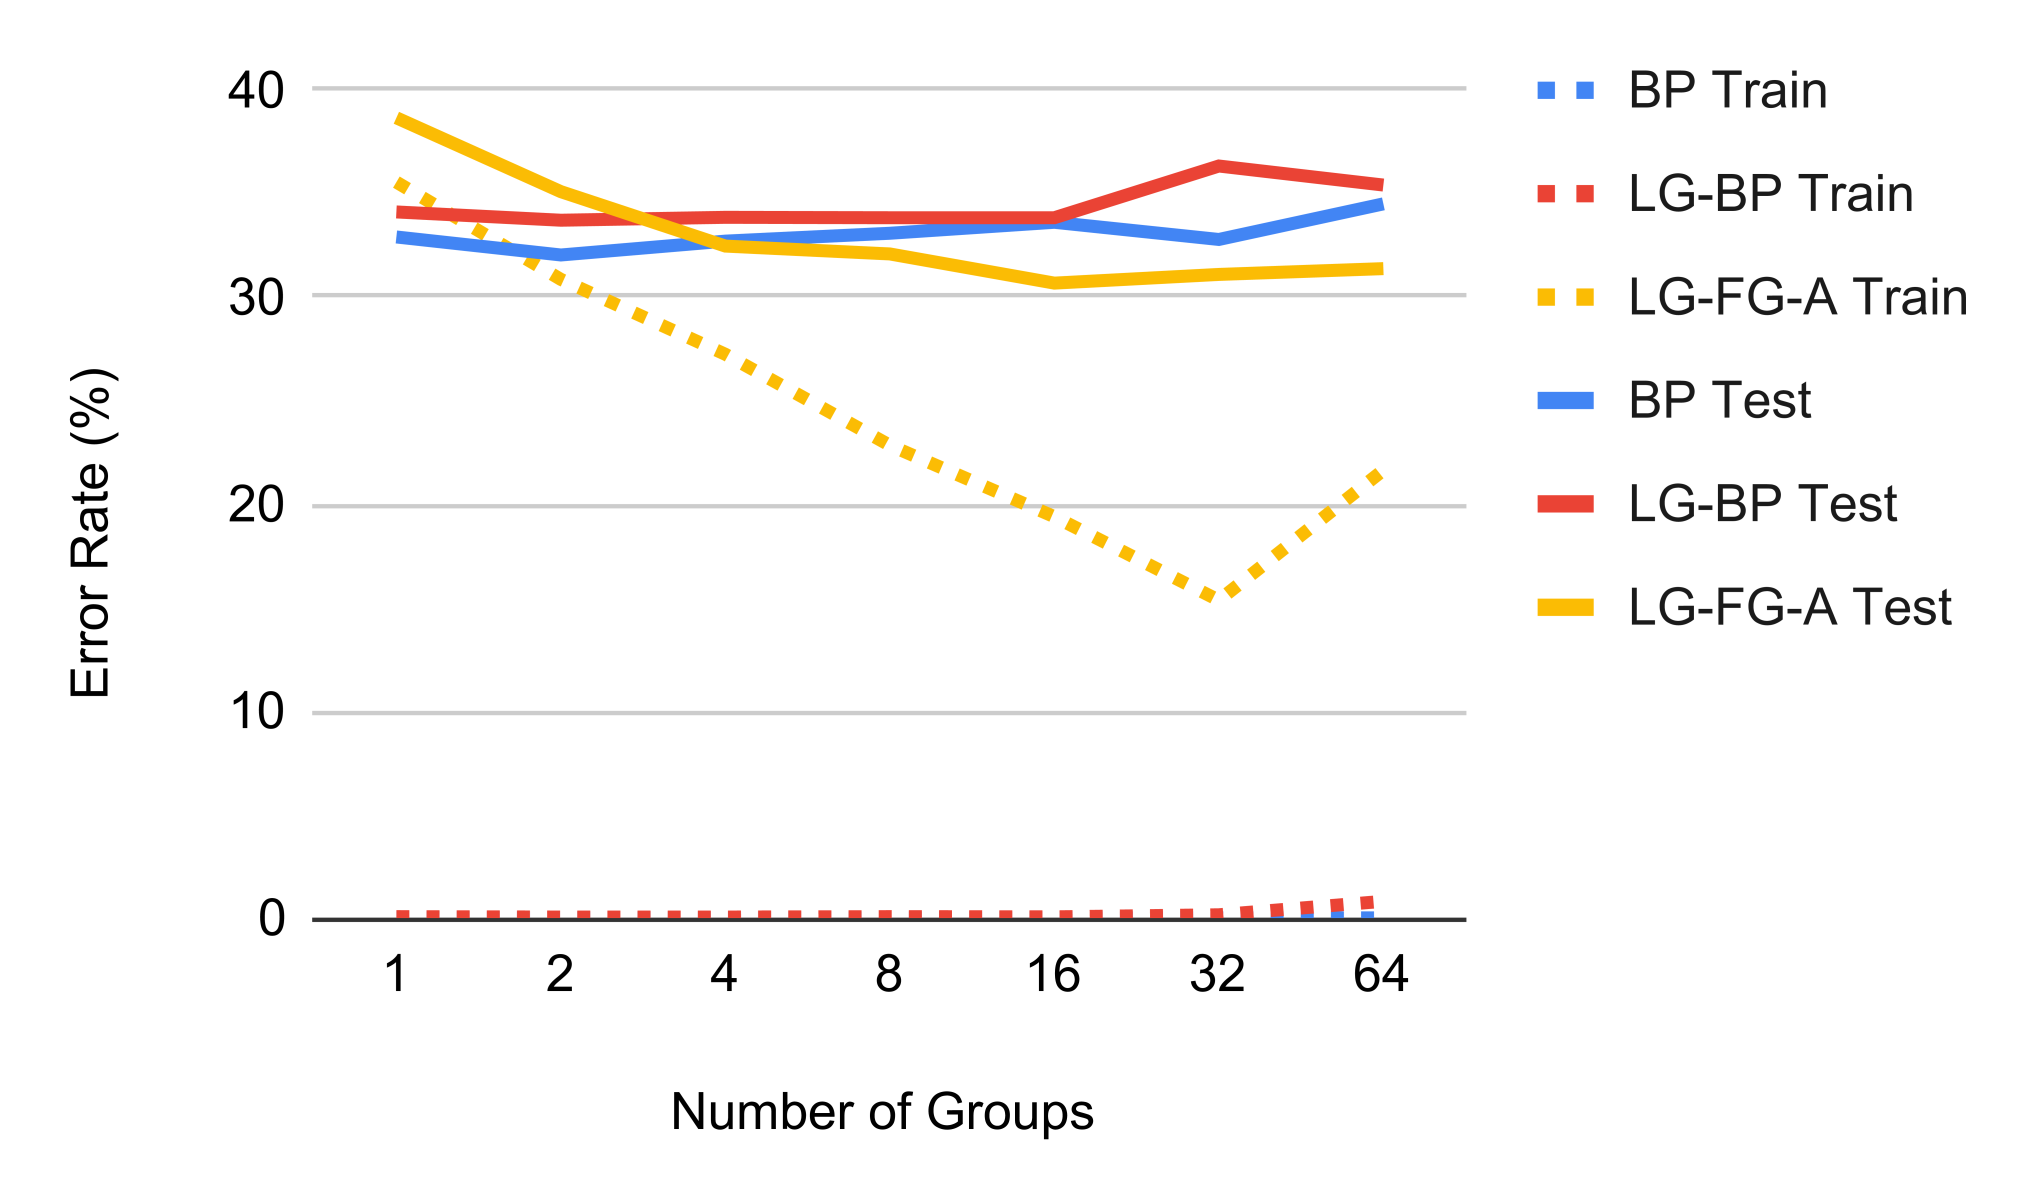 40
30
20
10
0
Error Rate (%)
1 2 4 8 16 32 64
Number of Groups
BP Train
LG-BP Train
LG-FG-A Train
BP Test
LG-BP Test
LG-FG-A Test